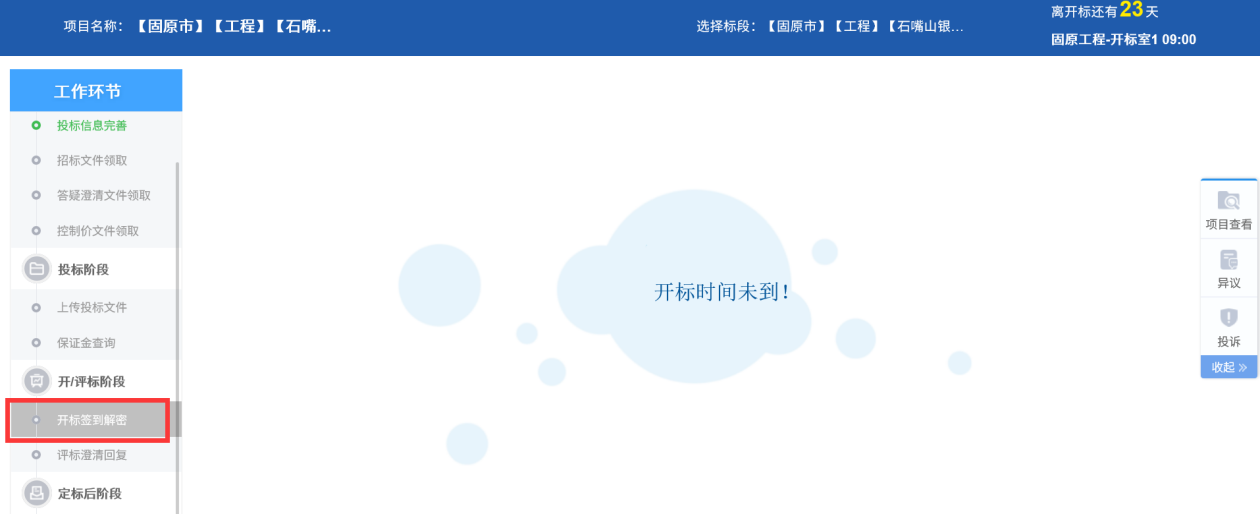 项目名称: 【固原市】【工程】【石嘴...
选择标段: 【固原市】【工程】【石嘴山银...
离开标还有23天
固原工程-开标室1 09:00
工作环节
投标信息完善
招标文件领取
答疑澄清文件领取
控制价文件领取
投标阶段
上传投标文件
保证金查询
开/评标阶段
开标签到解密
评标澄清回复
定标后阶段
开标时间未到!
项目查看
异议
投诉
收起 »